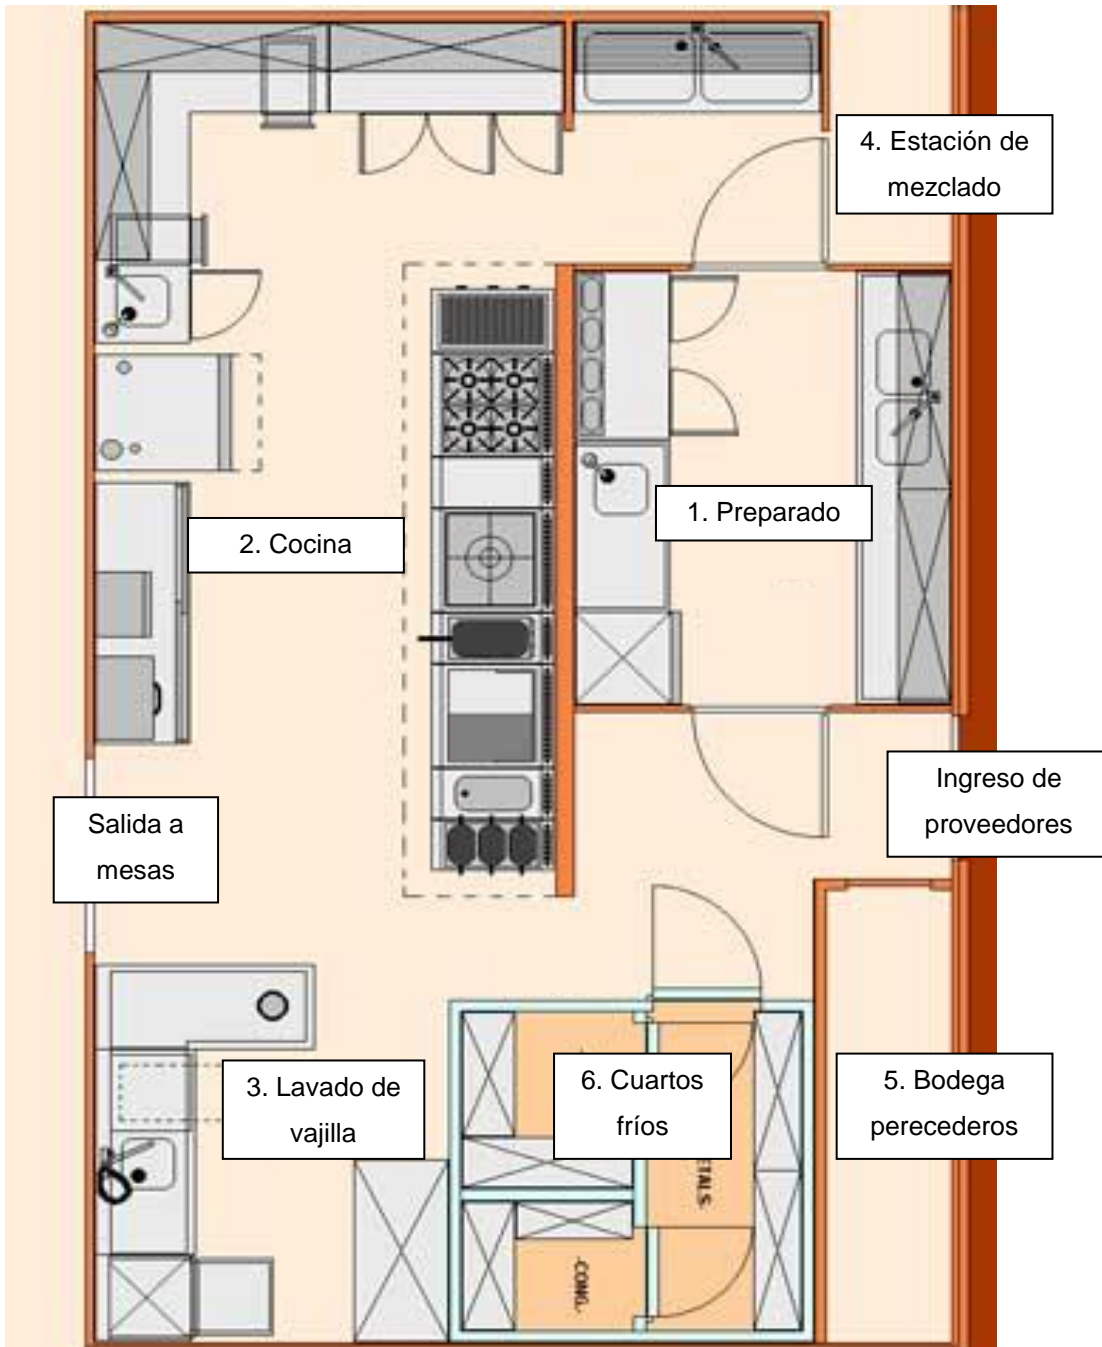 4. Estación de
mezclado
1. Preparado
2. Cocina
Ingreso de
proveedores
Salida a
mesas
3. Lavado de
vajilla
6. Cuartos
fríos
5. Bodega
perecederos
ETALS.
.CONG.